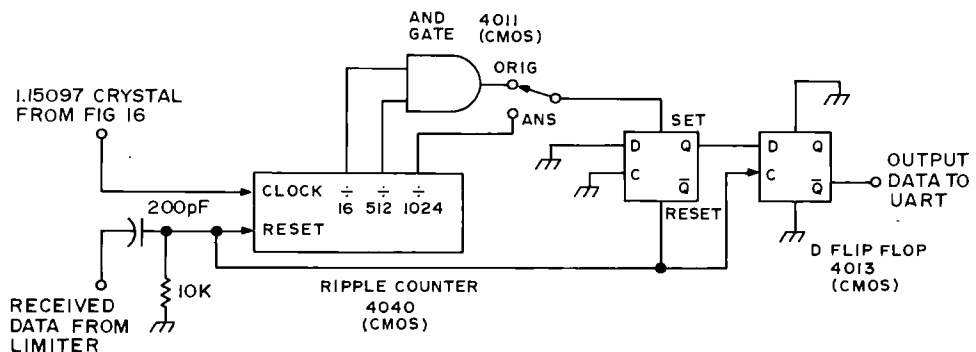 AND
GATE
4011
(CMOS)
ORIG
ANS
1.15097 CRYSTAL
FROM FIG 16
CLOCK
÷
16
÷
512
÷
1024
RESET
200pF
10K
RECEIVED
DATA FROM
LIMITER
RIPPLE COUNTER
4040
(CMOS)
SET
D Q
C Q̅
RESET
D Q
C Q̅
OUTPUT
DATA TO
UART
D FLIP FLOP
4013
(CMOS)